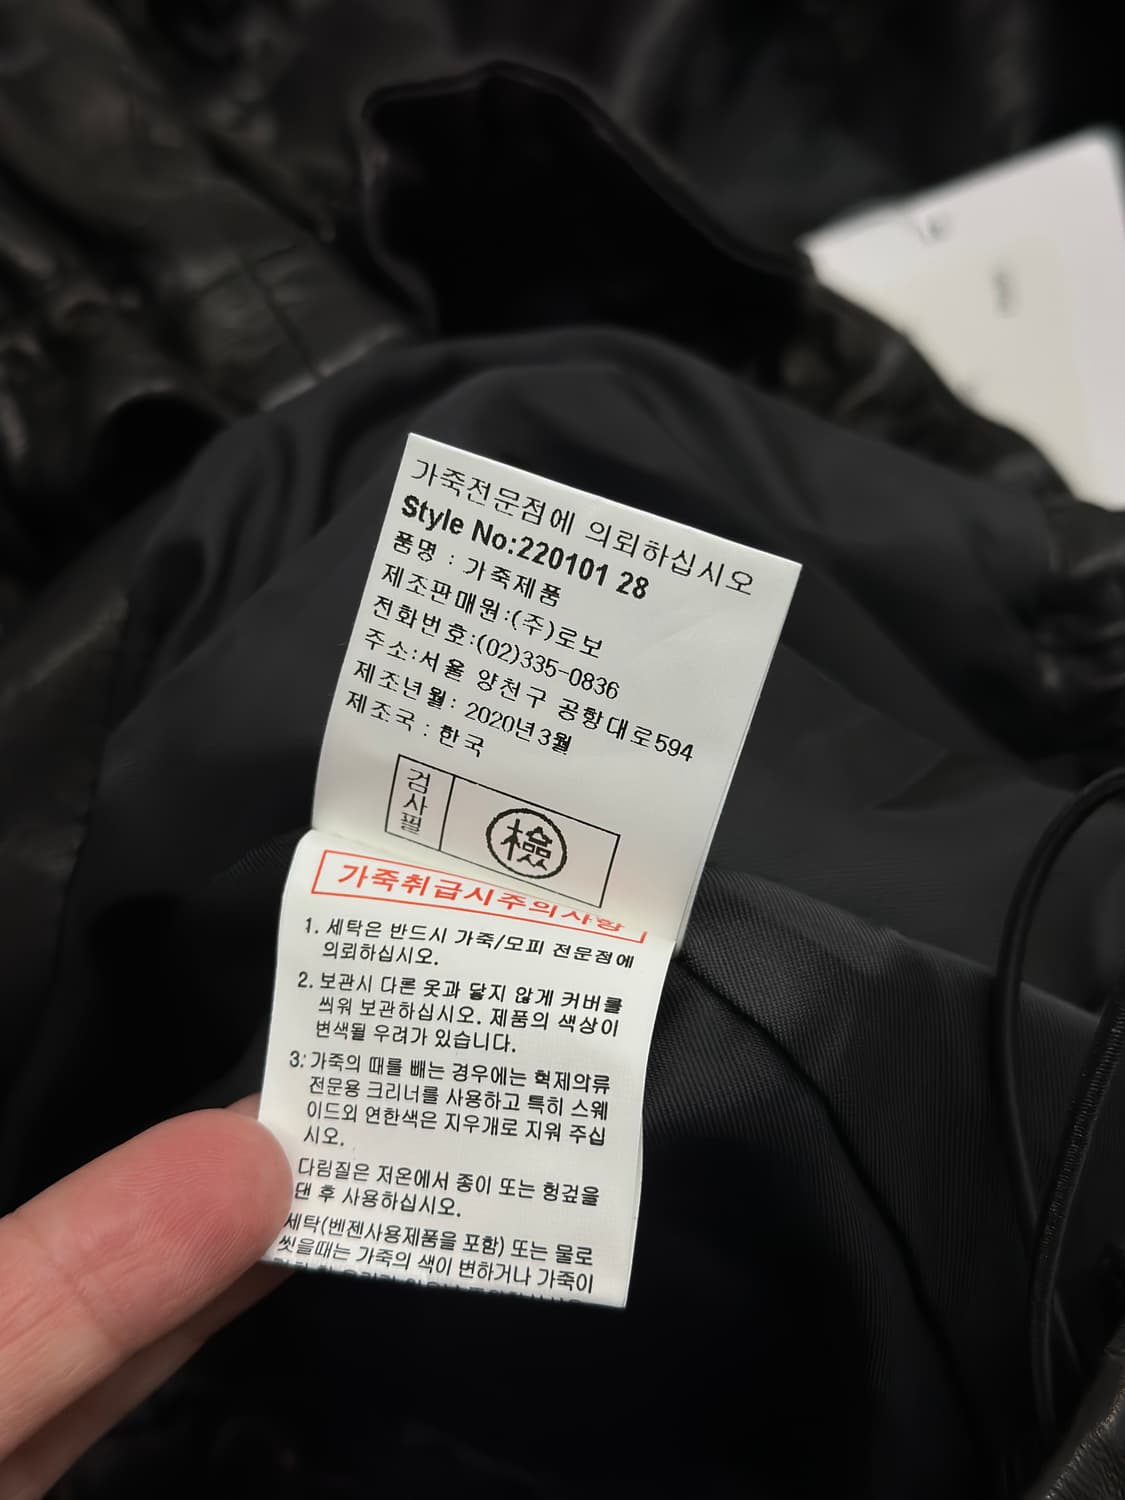 가죽전문점에 의뢰하십시오
Style No:220101 28
품명 : 가죽제품
제조판매원:(주)로보
전화번호:(02)335-0836
주소:서울 양천구 공항대로594
제조년월: 2020년3월
제조국 : 한국
검사필
檢
가죽취급시주의사항
1. 세탁은 반드시 가죽/모피 전문점에
의뢰하십시오.
2. 보관시 다른 옷과 닿지 않게 커버를
씌워 보관하십시오. 제품의 색상이
변색될 우려가 있습니다.
3: 가죽의 때를 빼는 경우에는 혁제의류
전문용 크리너를 사용하고 특히 스웨
이드외 연한색은 지우개로 지워 주십
시오.
다림질은 저온에서 종이 또는 헝겊을
댄 후 사용하십시오.
세탁(벤젠사용제품을 포함) 또는 물로
씻을때는 가죽의 색이 변하거나 가죽이